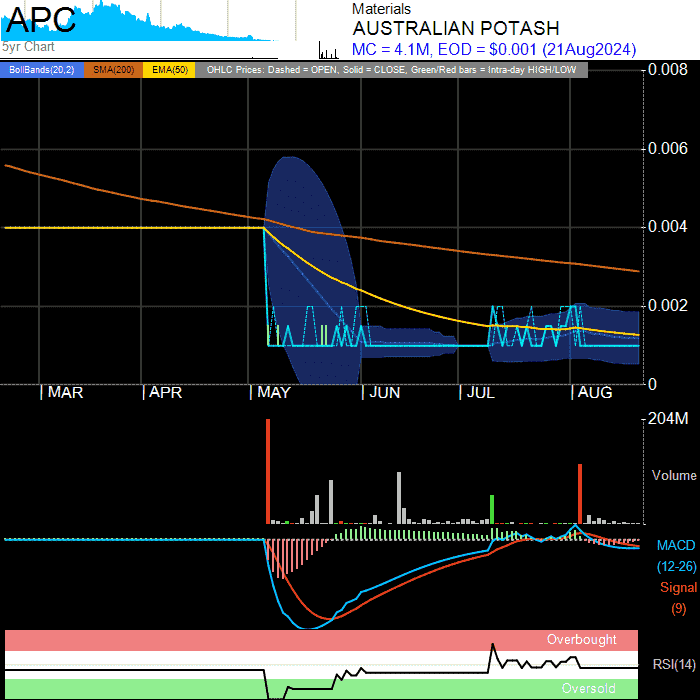 APC
5yr Chart
Materials
AUSTRALIAN POTASH
MC = 4.1M, EOD = $0.001 (21Aug2024)
BollBands(20,2) SMA(200) EMA(50) OHLC Prices: Dashed = OPEN, Solid = CLOSE, Green/Red bars = Intra-day HIGH/LOW
0.008
0.006
0.004
0.002
0
MAR APR MAY JUN JUL AUG
204M
Volume
MACD
(12-26)
Signal
(9)
Overbought
RSI(14)
Oversold